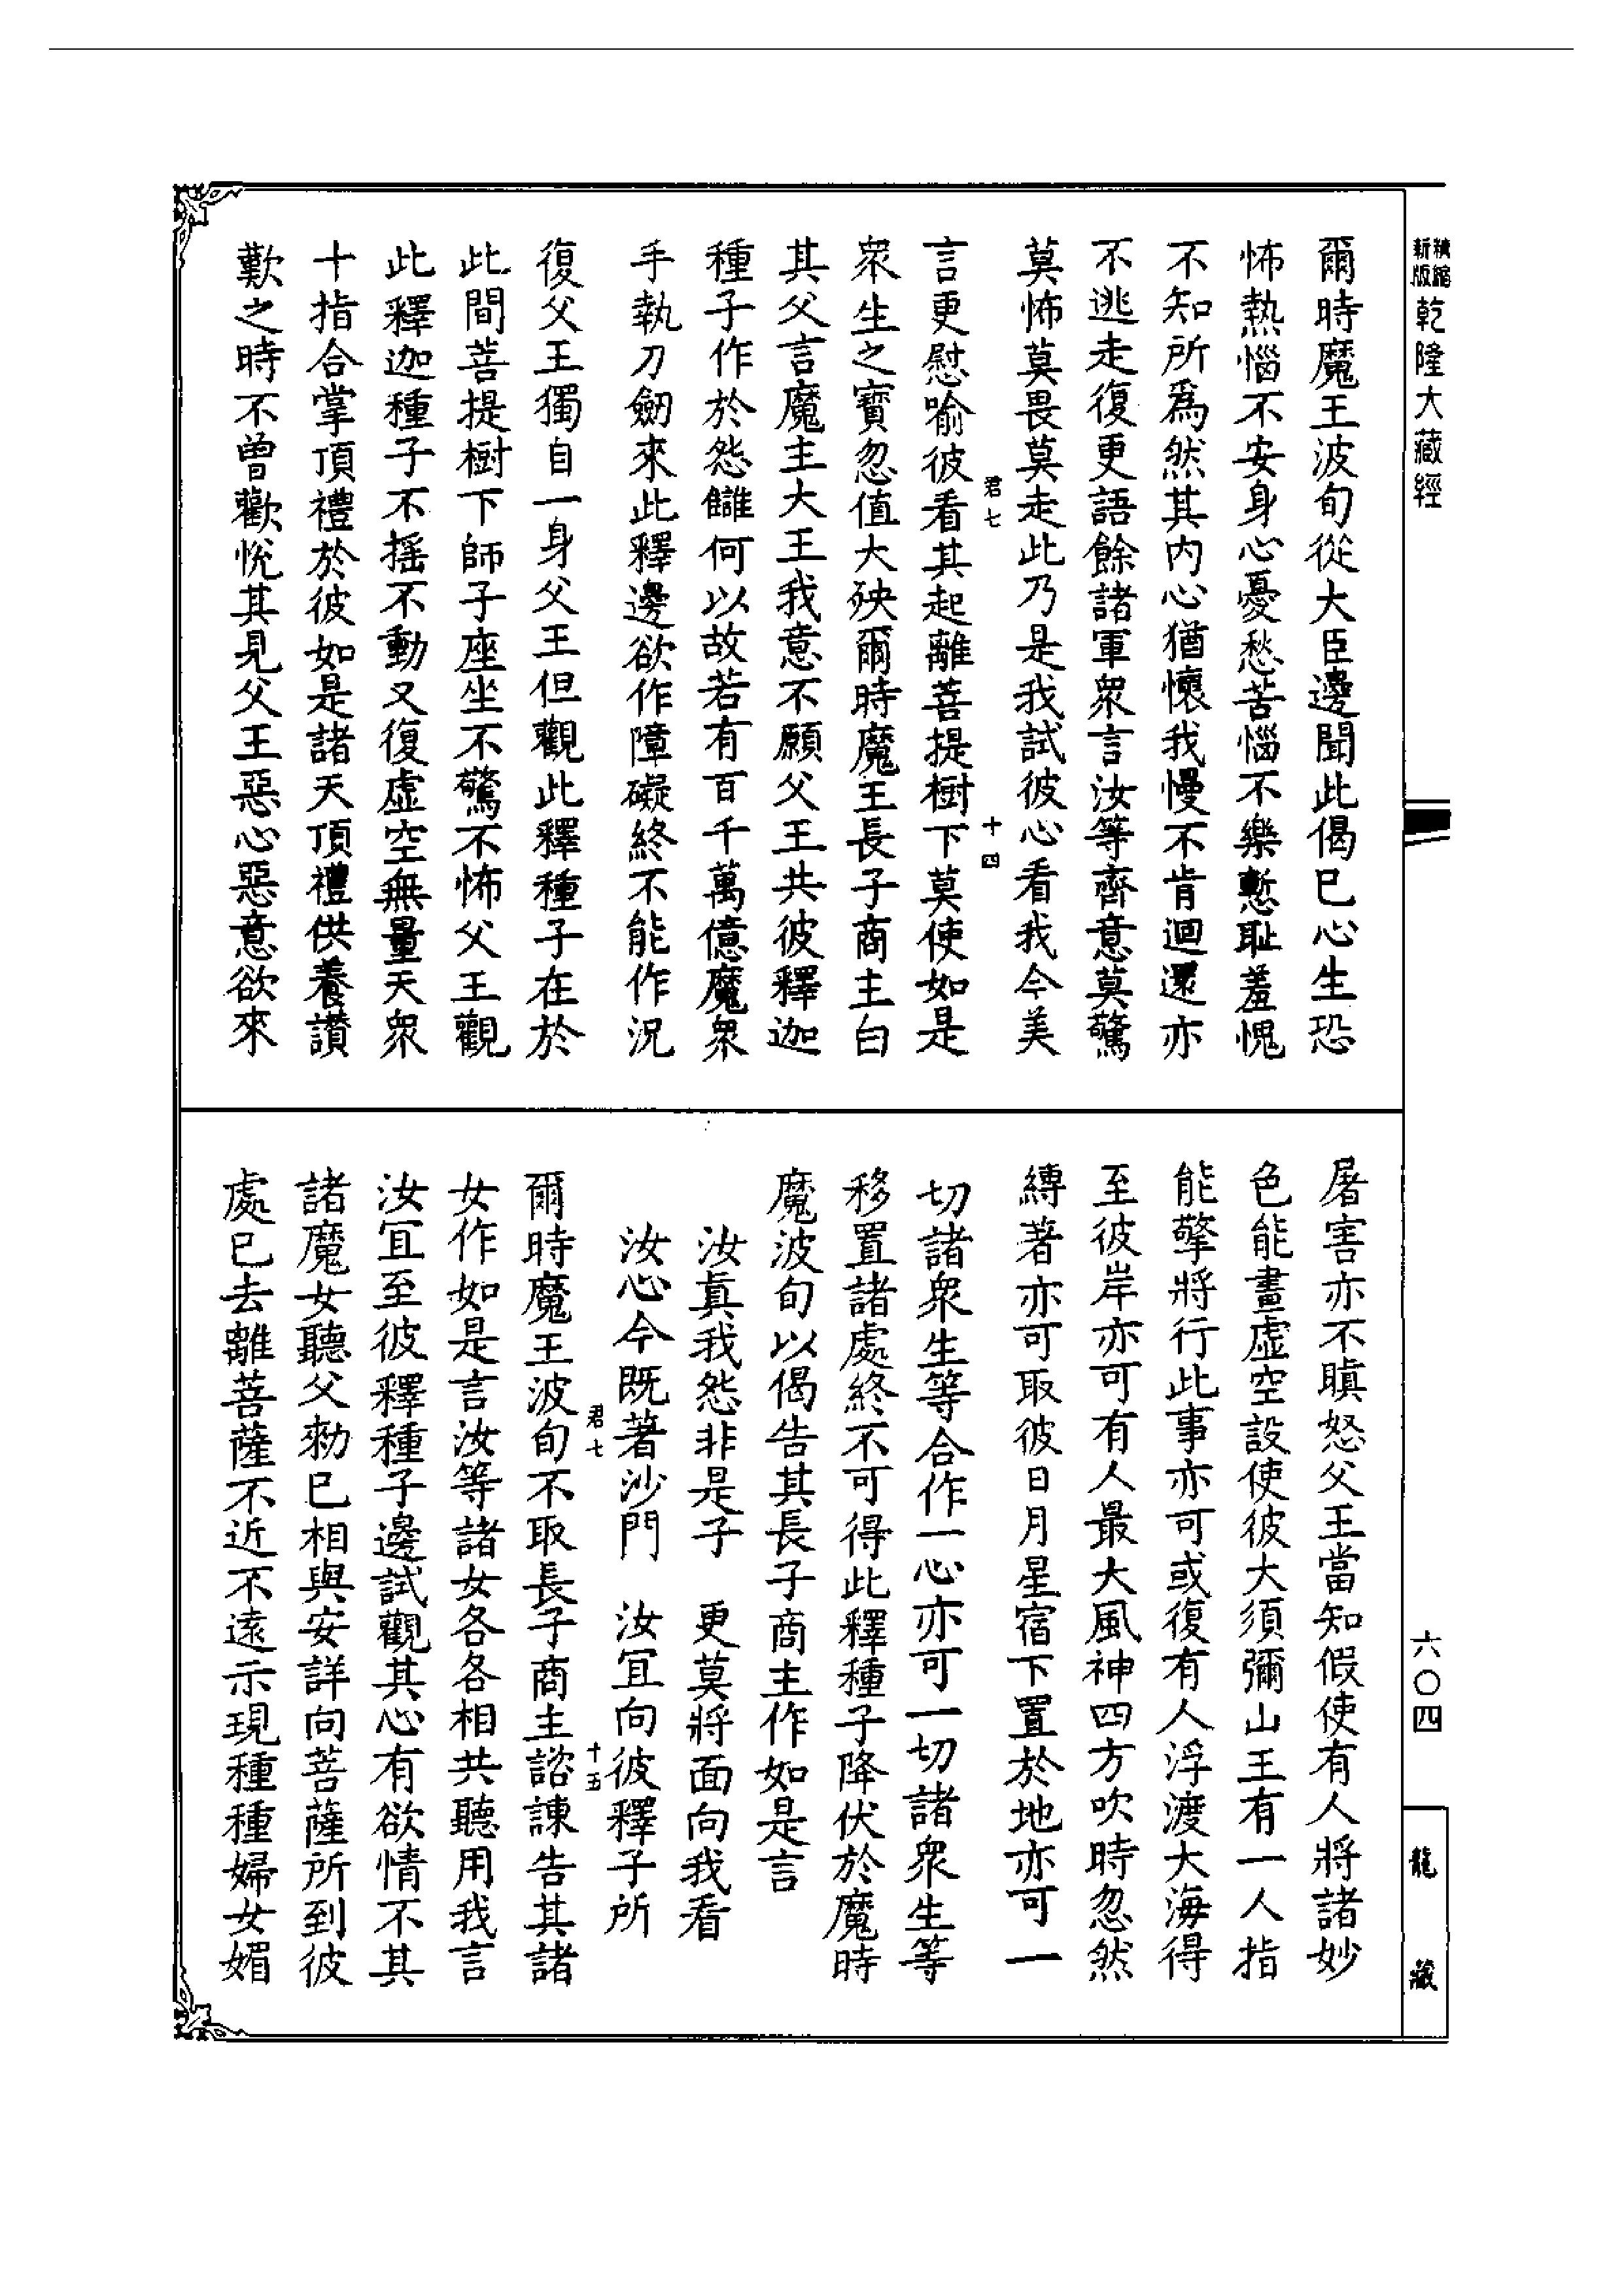 精縮新版乾隆大藏經
爾時魔王波旬從大臣邊聞此偈已心生恐
怖熱惱不安身心憂愁苦惱不樂慙恥羞愧
不知所爲然其內心猶懷我慢不肯迴還亦
不逃走復更語餘諸軍衆言汝等齊意莫驚
莫怖莫畏莫走此乃是我試彼心看我今美
君七 十四
言更慰喻彼看其起離菩提樹下莫使如是
衆生之寶忽値大殃爾時魔王長子商主白
其父言魔主大王我意不願父王共彼釋迦
種子作於怨讎何以故若有百千萬億魔衆
手執刀劒來此釋邊欲作障礙終不能作況
復父王獨自一身父王但觀此釋種子在於
此間菩提樹下師子座坐不驚不怖父王觀
此釋迦種子不搖不動又復虛空無量天衆
十指合掌頂禮於彼如是諸天頂禮供養讚
歎之時不曾歡悅其見父王惡心惡意欲來
屠害亦不瞋怒父王當知假使有人將諸妙
色能畫虛空設使彼大須彌山王有一人指
能擎將行此事亦可或復有人浮渡大海得
至彼岸亦可有人最大風神四方吹時忽然
縛著亦可取彼日月星宿下置於地亦可一
切諸衆生等合作一心亦可一切諸衆生等
移置諸處終不可得此釋種子降伏於魔時
魔波旬以偈告其長子商主作如是言
汝眞我怨非是子　更莫將面向我看
汝心今既著沙門　汝宜向彼釋子所
君七 十五
爾時魔王波旬不取長子商主諮諫告其諸
女作如是言汝等諸女各各相共聽用我言
汝宜至彼釋種子邊試觀其心有欲情不其
諸魔女聽父勑已相與安詳向菩薩所到彼
處已去離菩薩不近不遠示現種種婦女媚
六〇四
龍藏